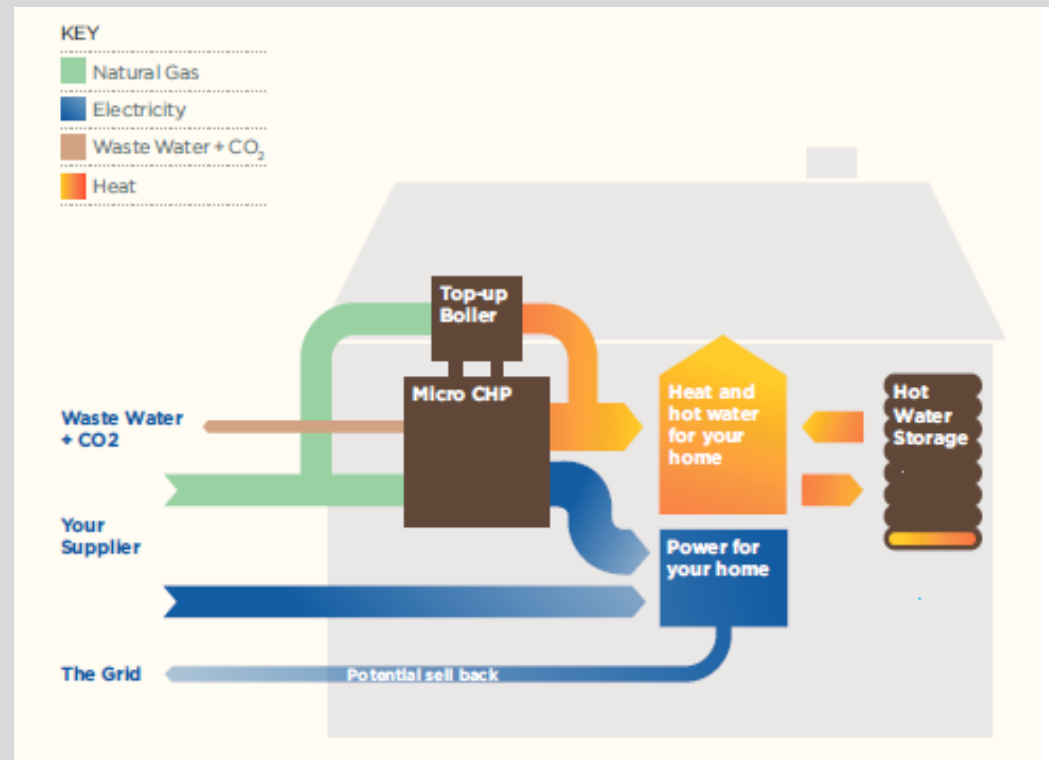 KEY
Natural Gas
Electricity
Waste Water + CO₂
Heat
Top-up
Boiler
Micro CHP
Waste Water
+ CO2
Your
Supplier
The Grid
Potential sell back
Heat and
hot water
for your
home
Power for
your home
Hot
Water
Storage